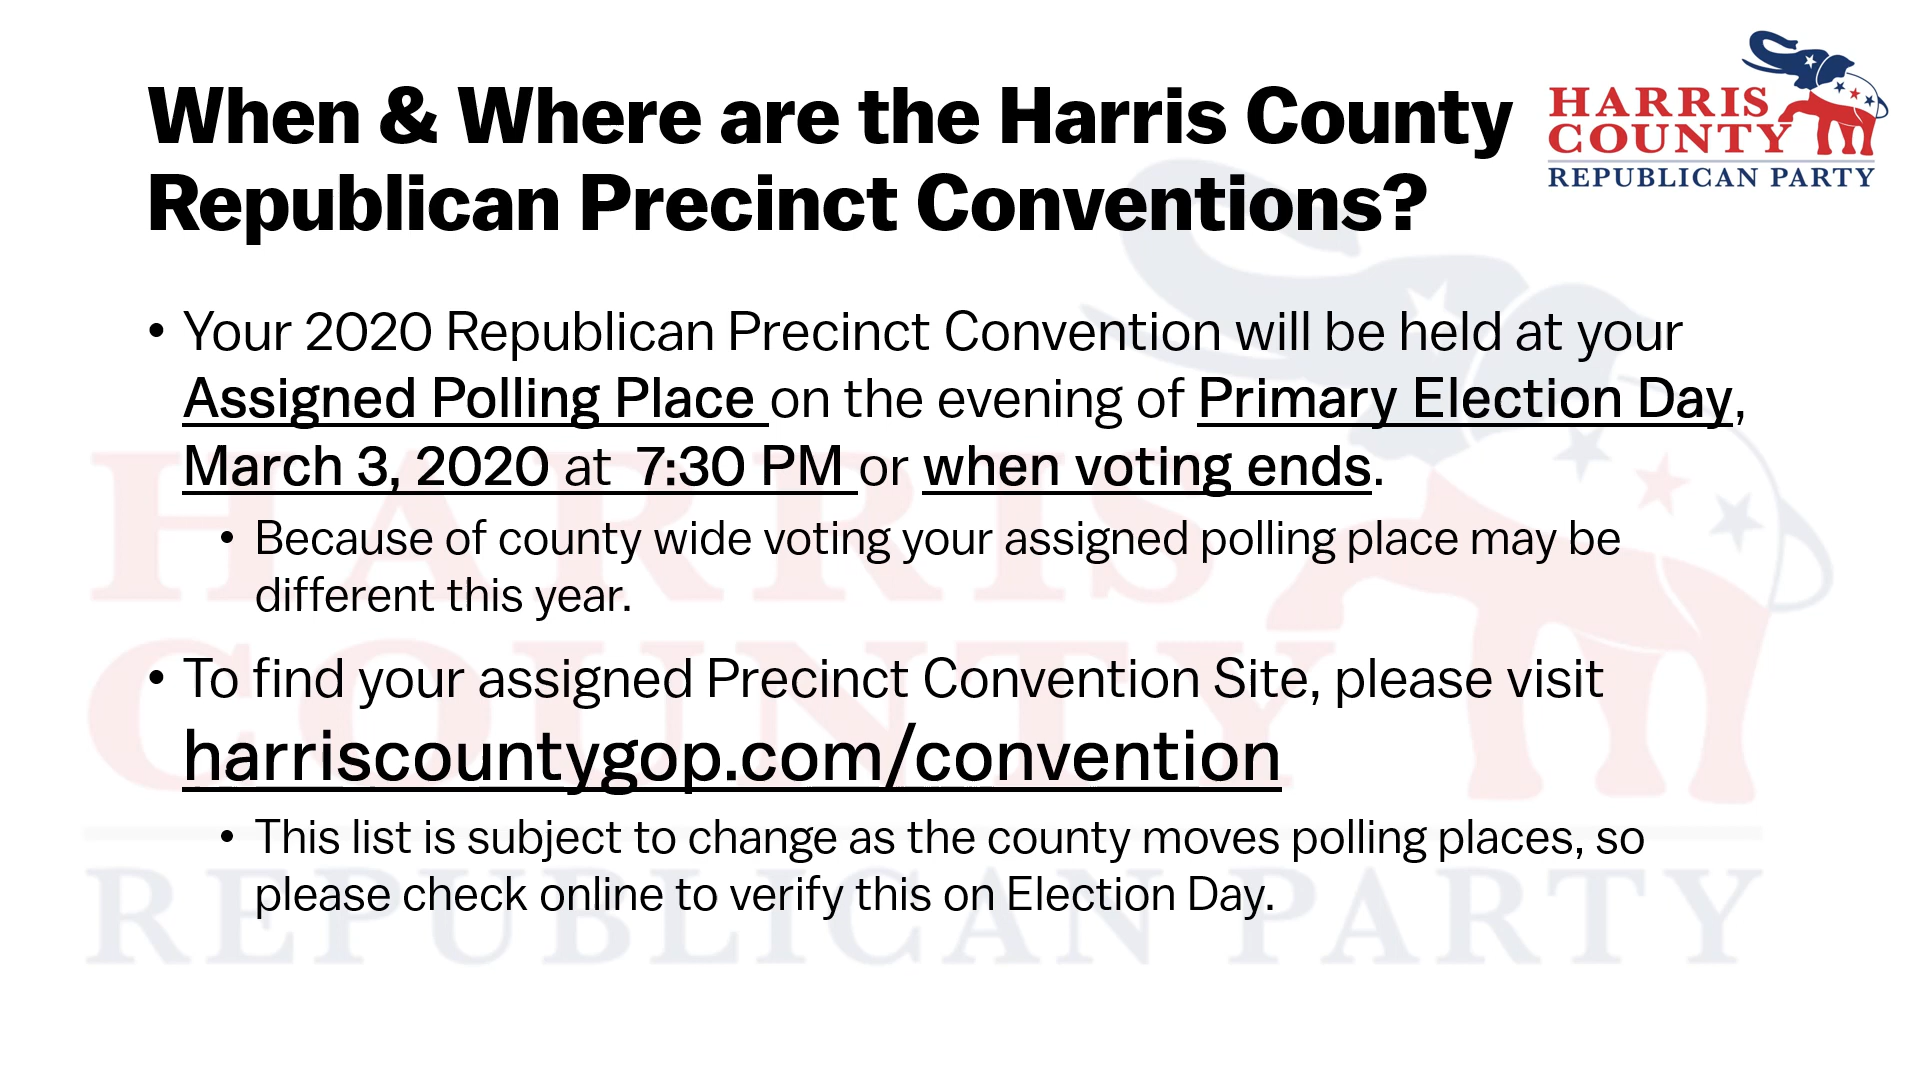 When & Where are the Harris County
Republican Precinct Conventions?
HARRIS
COUNTY
REPUBLICAN PARTY
• Your 2020 Republican Precinct Convention will be held at your
Assigned Polling Place on the evening of Primary Election Day,
March 3, 2020 at 7:30 PM or when voting ends.
• Because of county wide voting your assigned polling place may be
different this year.
• To find your assigned Precinct Convention Site, please visit
harriscountygop.com/convention
• This list is subject to change as the county moves polling places, so
please check online to verify this on Election Day.
HARRIS
COUNTY
REPUBLICAN PARTY